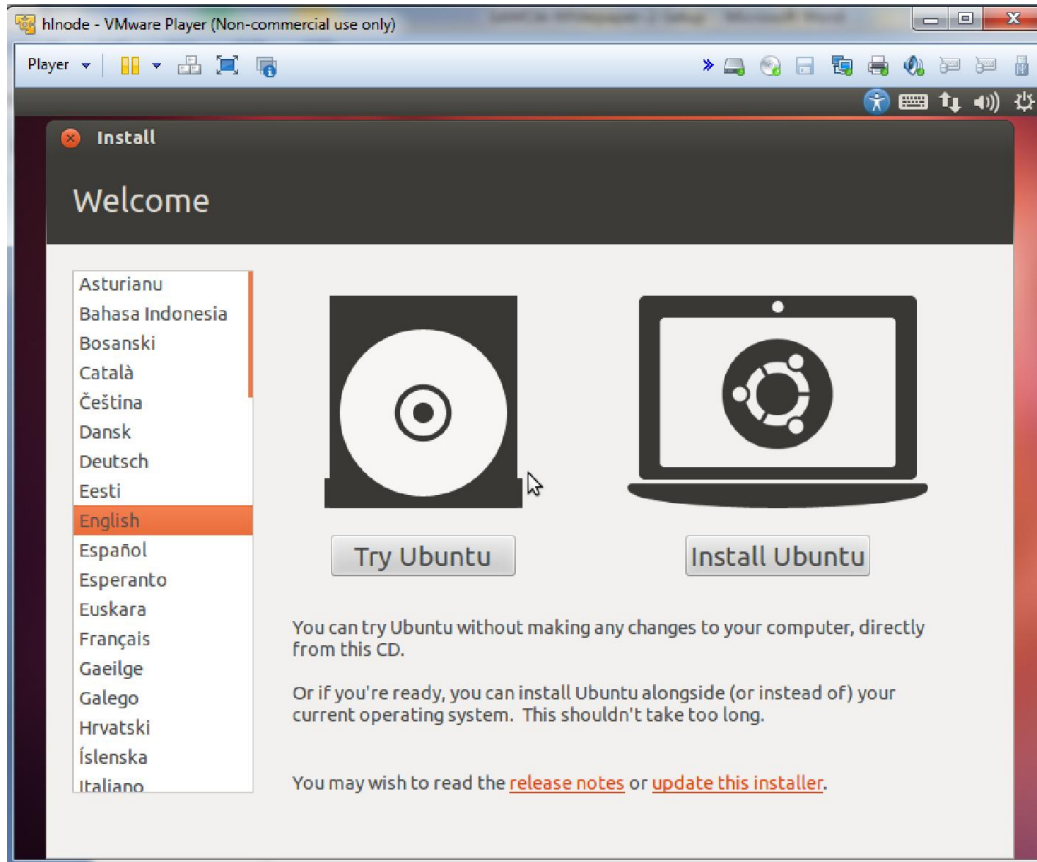 hlnode - VMware Player (Non-commercial use only)
Player
Install
Welcome
Asturianu
Bahasa Indonesia
Bosanski
Català
Čeština
Dansk
Deutsch
Eesti
English
Español
Esperanto
Euskara
Français
Gaeilge
Galego
Hrvatski
Íslenska
Italiano
Try Ubuntu
Install Ubuntu
You can try Ubuntu without making any changes to your computer, directly
from this CD.
Or if you're ready, you can install Ubuntu alongside (or instead of) your
current operating system. This shouldn't take too long.
You may wish to read the release notes or update this installer.